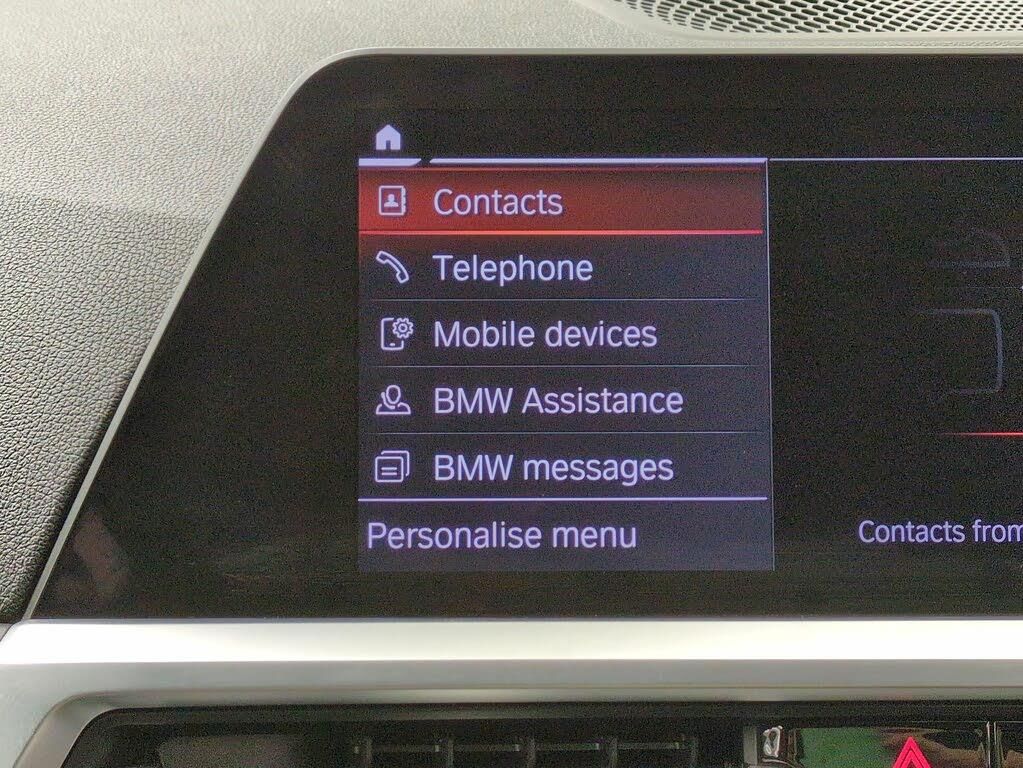 Contacts
Telephone
Mobile devices
BMW Assistance
BMW messages
Personalise menu
Contacts from